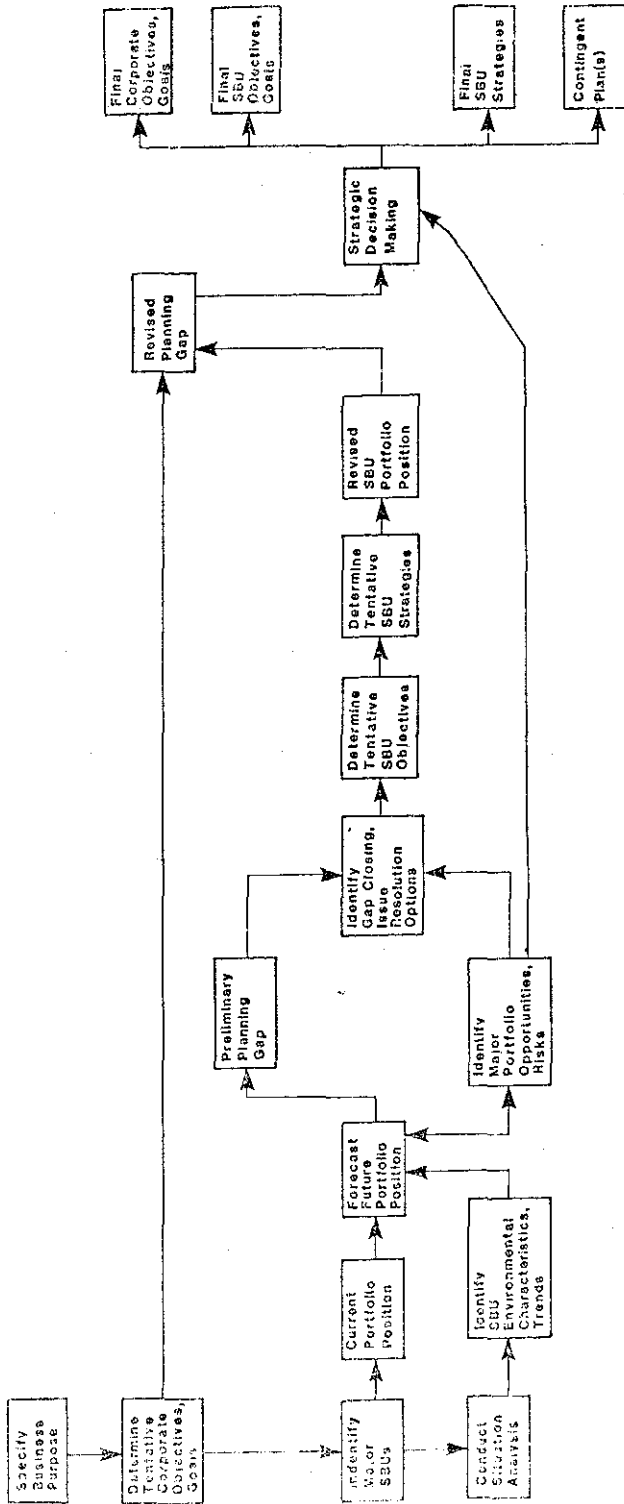 Specify
Business
Purpose
Determine
Tentative
Corporate
Objectives,
Goals
Indentify
Major
SBUs
Conduct
Situation
Analysis
Current
Portfolio
Position
Identify
SBU
Environmental
Characteristics,
Trends
Forecast
Future
Portfolio
Position
Preliminary
Planning
Gap
Identify
Major
Portfolio
Opportunities,
Risks
Identify
Gap Closing,
Issue
Resolution
Options
Determine
Tentative
SBU
Objectives
Determine
Tentative
SBU
Strategies
Revised
SBU
Portfolio
Position
Revised
Planning
Gap
Strategic
Decision
Making
Final
Corporate
Objectives,
Goals
Final
SBU
Objectives,
Goals
Final
SBU
Strategies
Contingent
Plan(s)